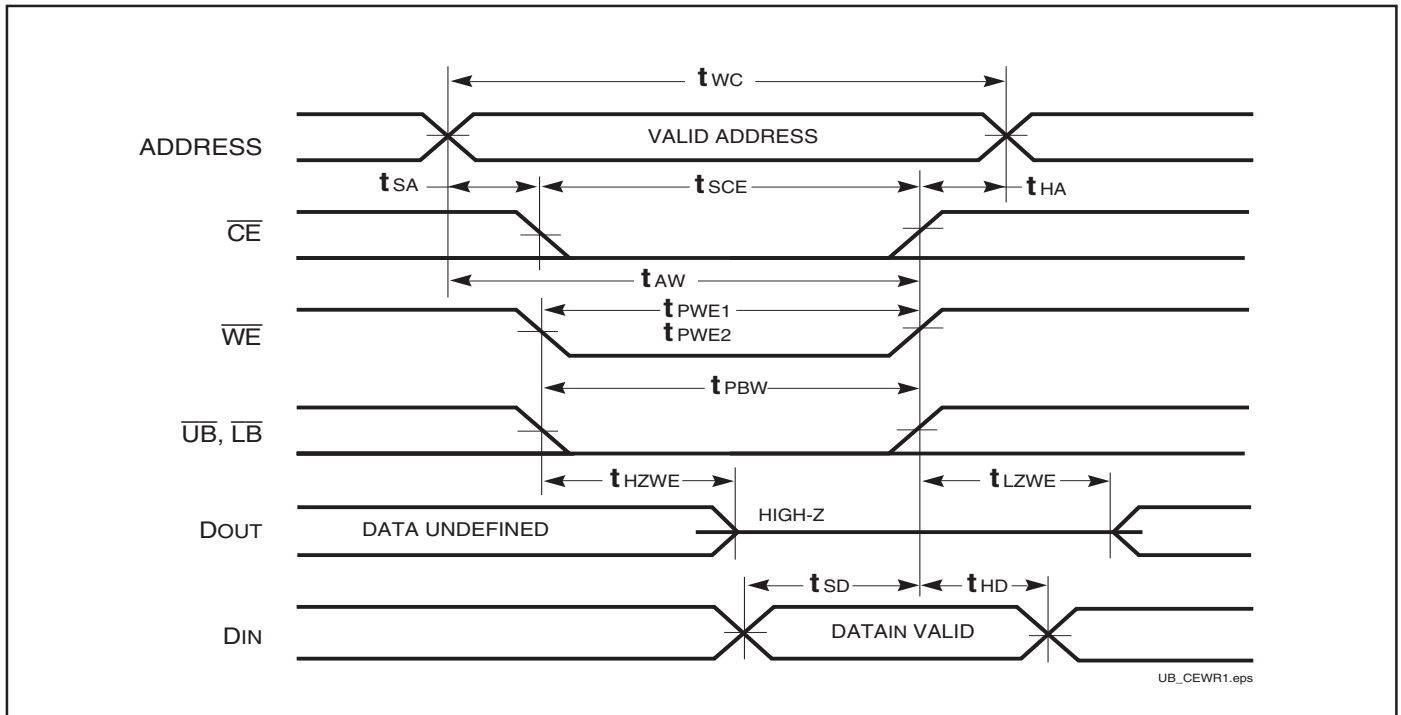 tWC
ADDRESS
VALID ADDRESS
tSA
tSCE
tHA
CE
tAW
tPWE1
WE
tPWE2
tPBW
UB, LB
tHZWE
tLZWE
DOUT
DATA UNDEFINED
HIGH-Z
tSD
tHD
DIN
DATAIN VALID
UB_CEWR1.eps